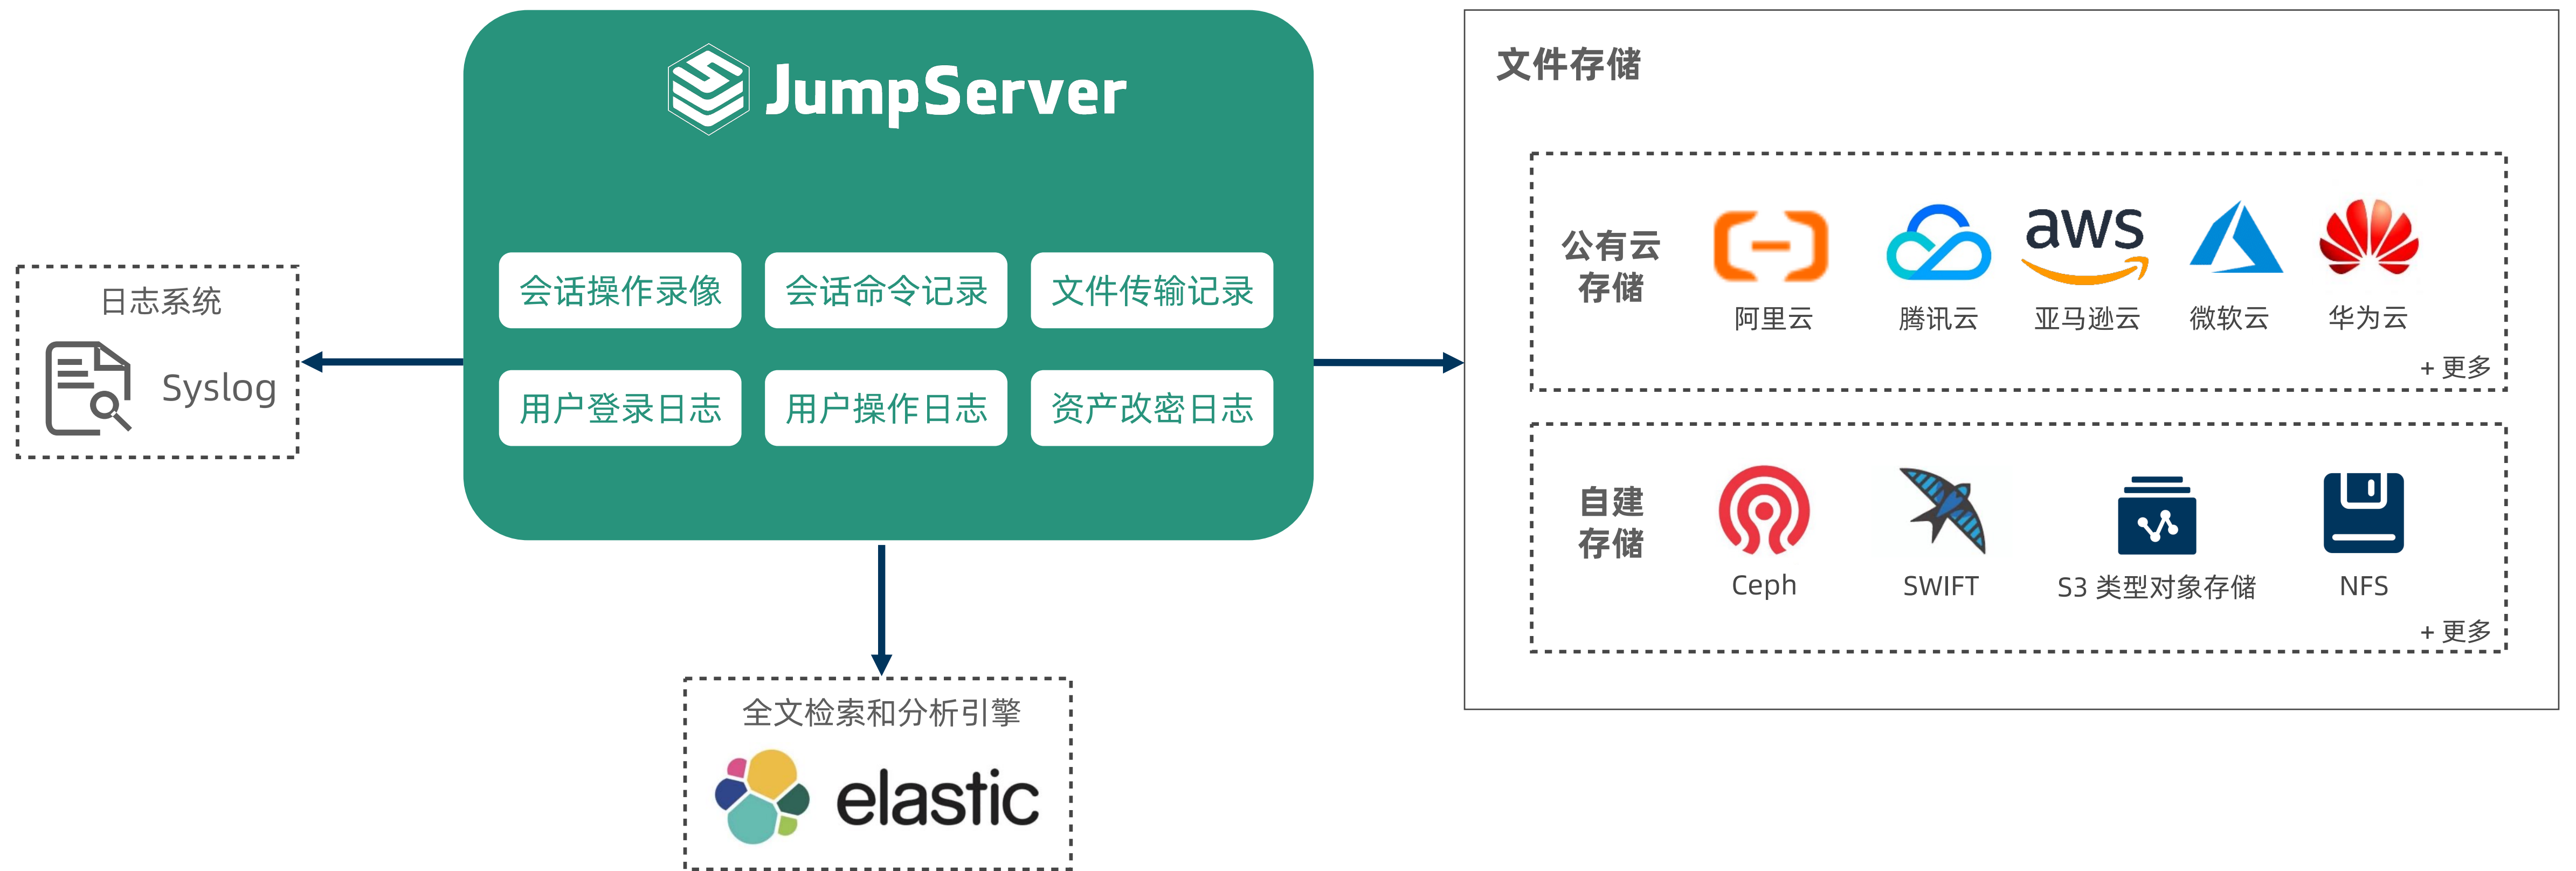 JumpServer
会话操作录像
会话命令记录
文件传输记录
用户登录日志
用户操作日志
资产改密日志
日志系统
Syslog
全文检索和分析引擎
elastic
文件存储
公有云
存储
aws
阿里云
腾讯云
亚马逊云
微软云
华为云
+ 更多
自建
存储
Ceph
SWIFT
S3 类型对象存储
NFS
+ 更多